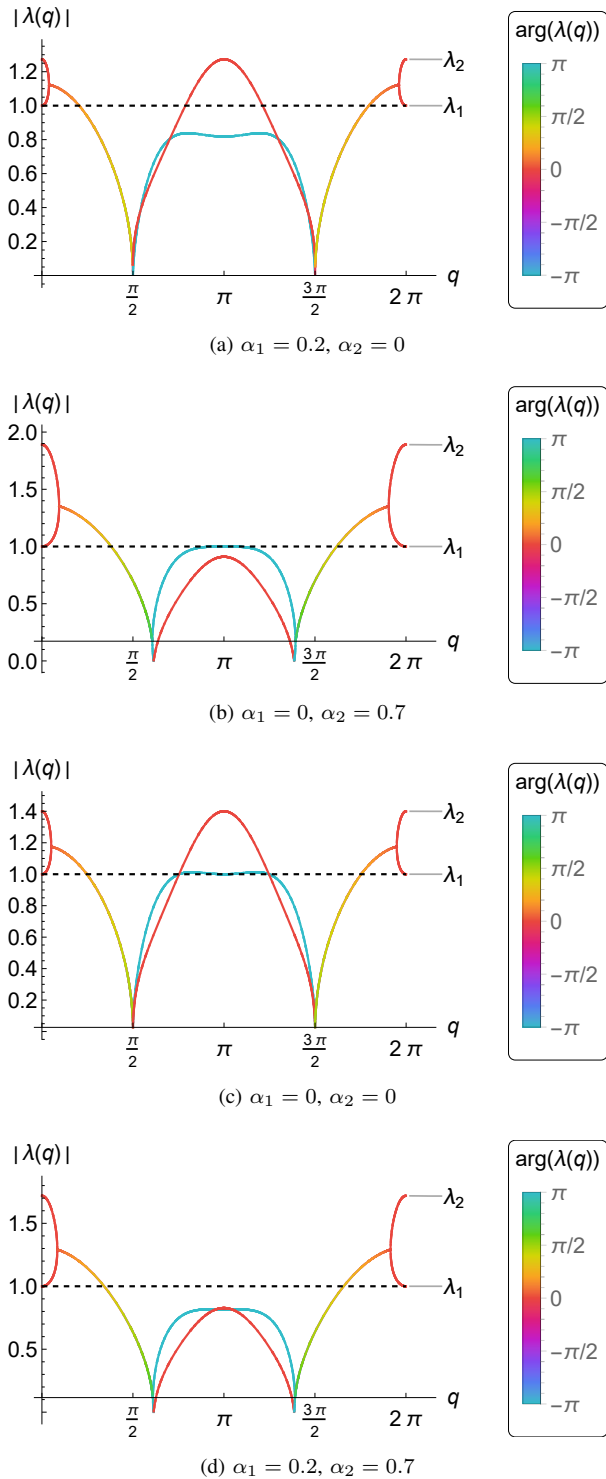 | λ(q) |
1.2
1.0
0.8
0.6
0.4
0.2
π/2
π
3π/2
2π
q
λ₂
λ₁
arg(λ(q))
π
π/2
0
-π/2
-π
(a) α₁ = 0.2, α₂ = 0
| λ(q) |
2.0
1.5
1.0
0.5
0.0
π/2
π
3π/2
2π
q
λ₂
λ₁
arg(λ(q))
π
π/2
0
-π/2
-π
(b) α₁ = 0, α₂ = 0.7
| λ(q) |
1.4
1.2
1.0
0.8
0.6
0.4
0.2
π/2
π
3π/2
2π
q
λ₂
λ₁
arg(λ(q))
π
π/2
0
-π/2
-π
(c) α₁ = 0, α₂ = 0
| λ(q) |
1.5
1.0
0.5
π/2
π
3π/2
2π
q
λ₂
λ₁
arg(λ(q))
π
π/2
0
-π/2
-π
(d) α₁ = 0.2, α₂ = 0.7